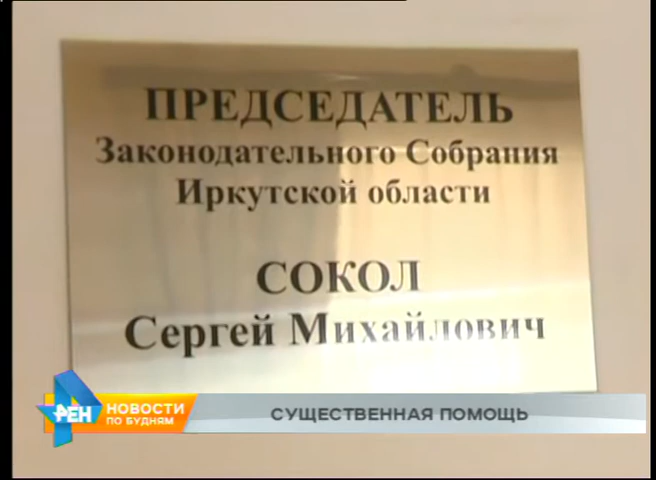 ПРЕДСЕДАТЕЛЬ
Законодательного Собрания
Иркутской области
СОКОЛ
Сергей Михайлович
РЕН
НОВОСТИ
ПО БУДНЯМ
СУЩЕСТВЕННАЯ ПОМОЩЬ